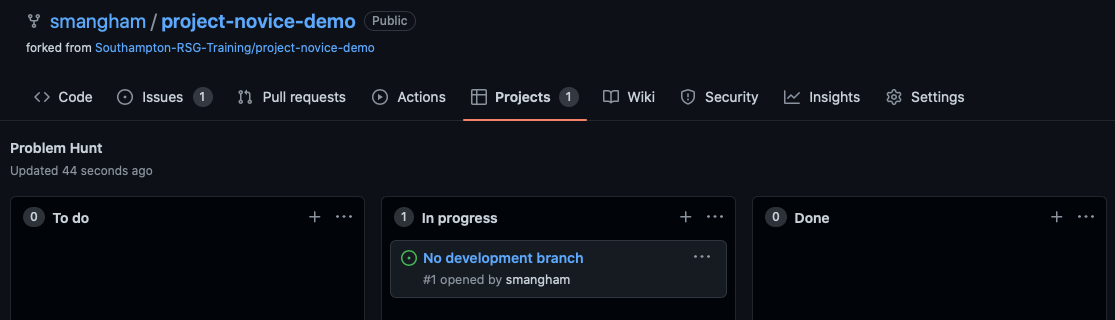 smangham / project-novice-demo Public
forked from Southampton-RSG-Training/project-novice-demo
Code Issues 1 Pull requests Actions Projects 1 Wiki Security Insights Settings
Problem Hunt
Updated 44 seconds ago
0 To do + ...
1 In progress + ...
0 Done + ...
No development branch ...
#1 opened by smangham